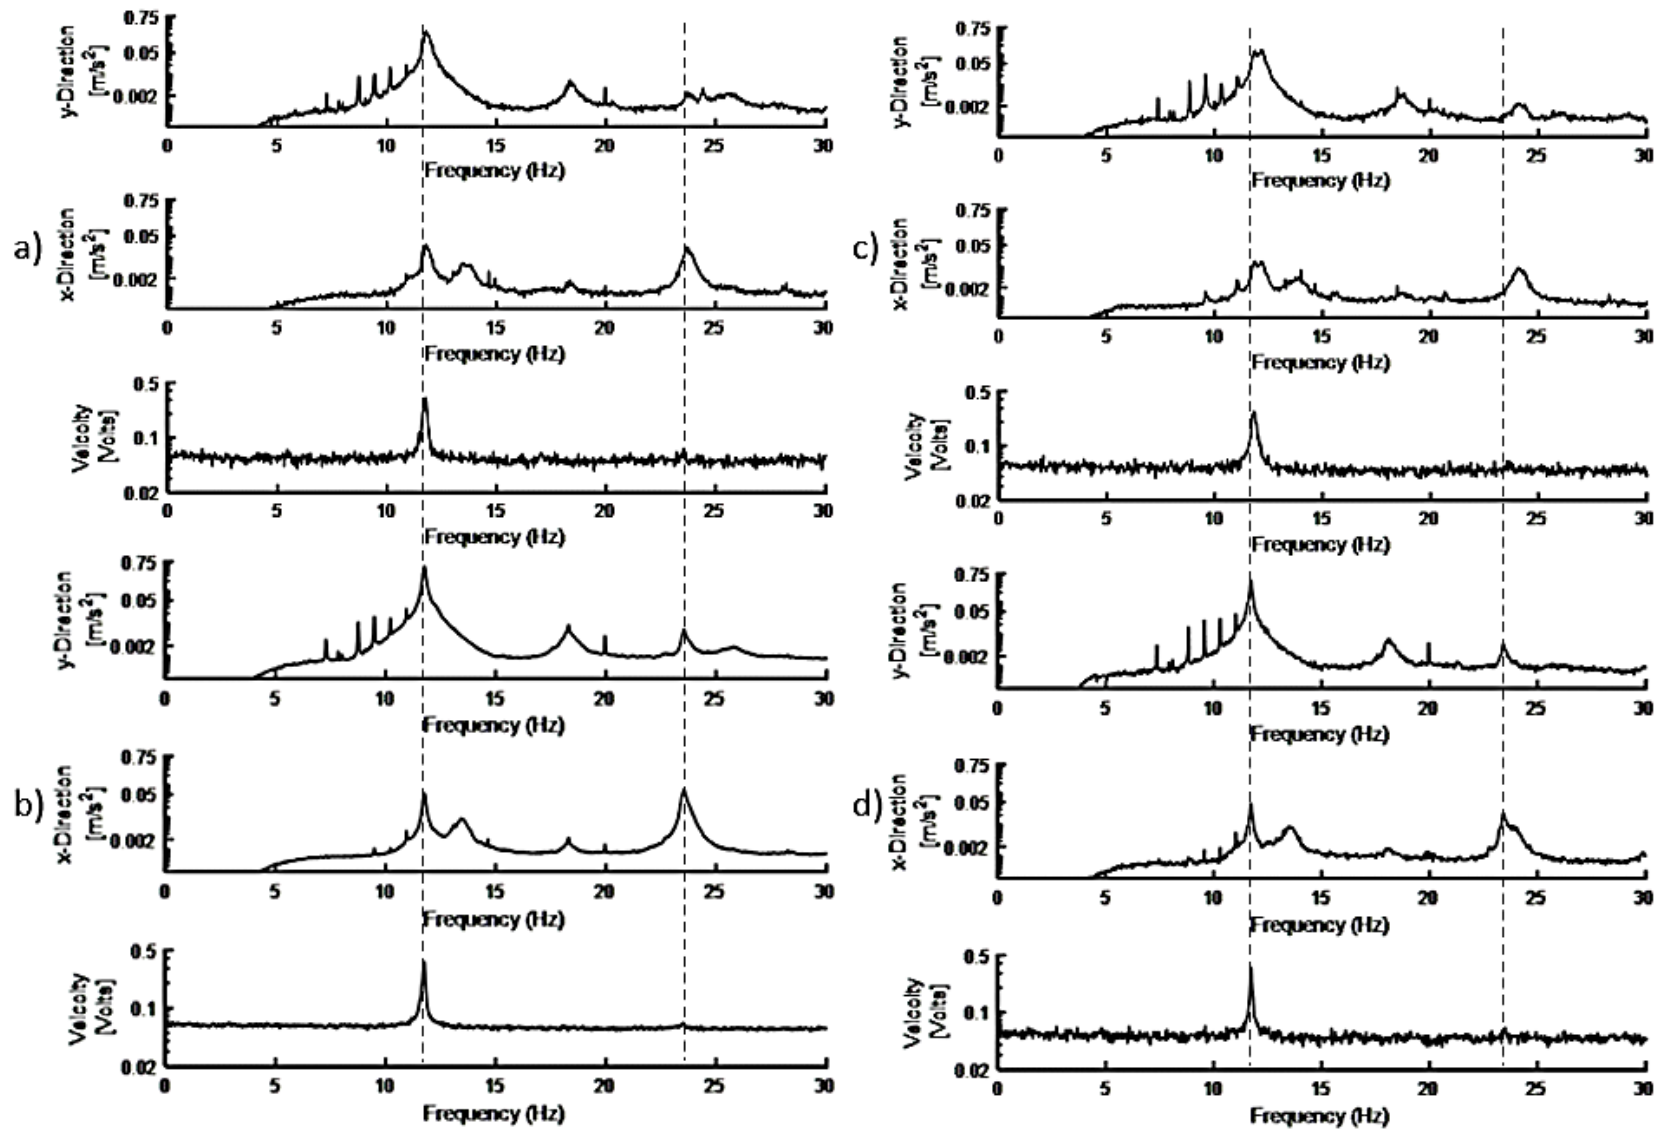 a)
y-Direction
[m/s²]
0.75
0.05
0.002
0 5 10 15 20 25 30
Frequency (Hz)
x-Direction
[m/s²]
0.75
0.05
0.002
0 5 10 15 20 25 30
Frequency (Hz)
Velcoity
[Volts]
0.5
0.1
0.02
0 5 10 15 20 25 30
Frequency (Hz)
b)
y-Direction
[m/s²]
0.75
0.05
0.002
0 5 10 15 20 25 30
Frequency (Hz)
x-Direction
[m/s²]
0.75
0.05
0.002
0 5 10 15 20 25 30
Frequency (Hz)
Velcoity
[Volts]
0.5
0.1
0.02
0 5 10 15 20 25 30
Frequency (Hz)
c)
y-Direction
[m/s²]
0.75
0.05
0.002
0 5 10 15 20 25 30
Frequency (Hz)
x-Direction
[m/s²]
0.75
0.05
0.002
0 5 10 15 20 25 30
Frequency (Hz)
Velcoity
[Volts]
0.5
0.1
0.02
0 5 10 15 20 25 30
Frequency (Hz)
d)
y-Direction
[m/s²]
0.75
0.05
0.002
0 5 10 15 20 25 30
Frequency (Hz)
x-Direction
[m/s²]
0.75
0.05
0.002
0 5 10 15 20 25 30
Frequency (Hz)
Velcoity
[Volts]
0.5
0.1
0.02
0 5 10 15 20 25 30
Frequency (Hz)